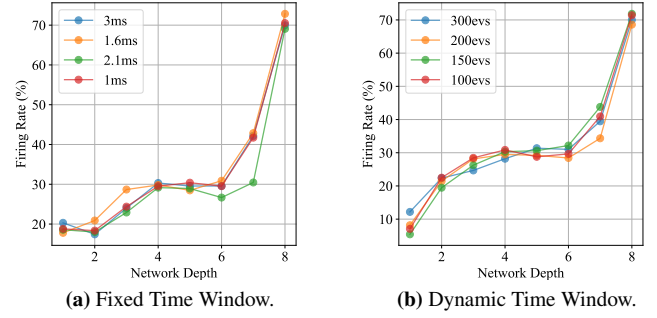 70
60
50
40
30
20
Firing Rate (%)
3ms
1.6ms
2.1ms
1ms
2 4 6 8
Network Depth
(a) Fixed Time Window.
70
60
50
40
30
20
10
Firing Rate (%)
300evs
200evs
150evs
100evs
2 4 6 8
Network Depth
(b) Dynamic Time Window.